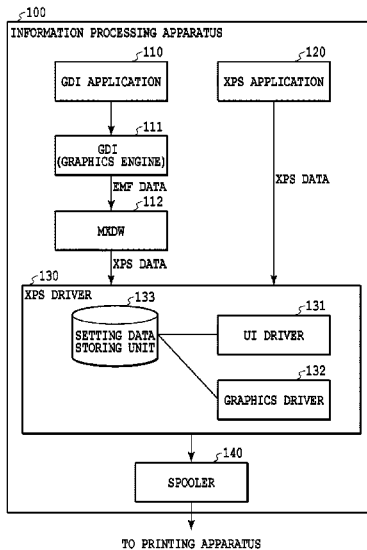 100
INFORMATION PROCESSING APPARATUS
110
120
GDI APPLICATION
XPS APPLICATION
111
GDI
(GRAPHICS ENGINE)
EMF DATA
XPS DATA
112
MXDW
XPS DATA
130
XPS DRIVER
133
131
SETTING DATA
STORING UNIT
UI DRIVER
132
GRAPHICS DRIVER
140
SPOOLER
TO PRINTING APPARATUS